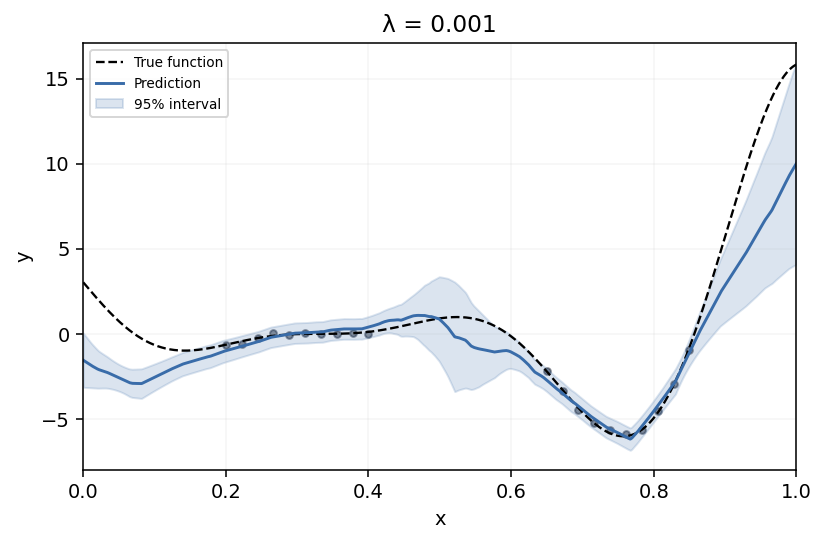 λ = 0.001
True function
Prediction
95% interval
15
10
5
0
−5
y
0.0 0.2 0.4 0.6 0.8 1.0
x